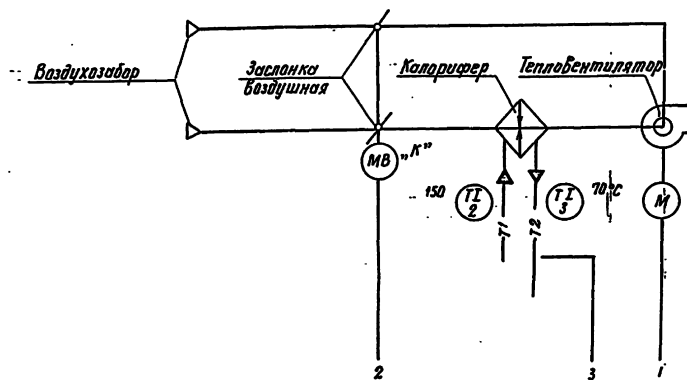 Воздухозабор
Заслонка
воздушная
Калорифер
Тепловентилятор
МВ
„К”
150
TI
2
TI
3
70°С
М
Т1
Т2
2
3
1